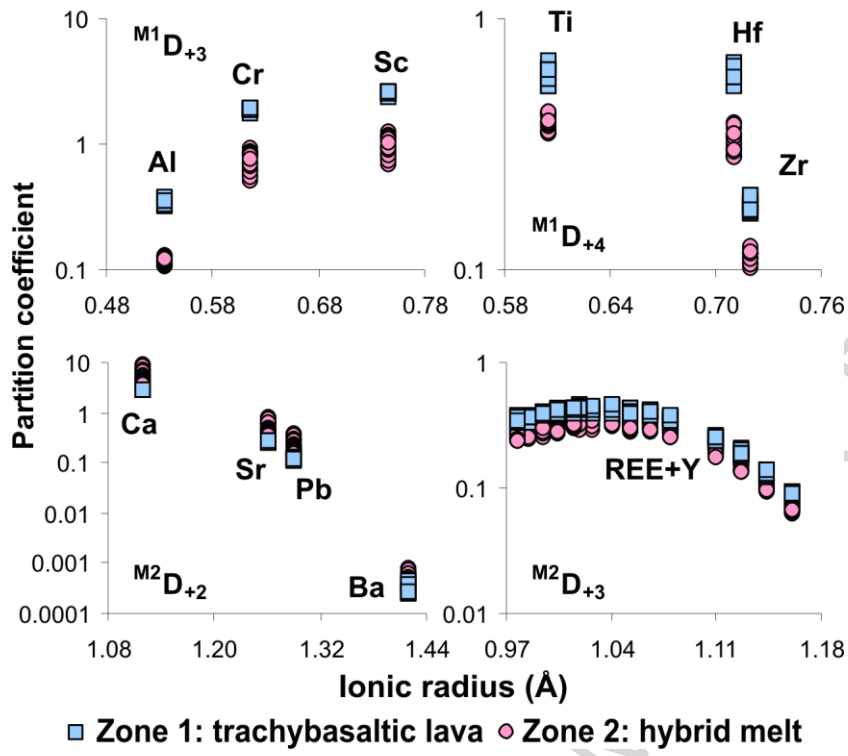 Partition coefficient
10
1
0.1
M1D+3
Al
Cr
Sc
0.48
0.58
0.68
0.78
1
0.1
Ti
Hf
Zr
M1D+4
0.58
0.64
0.70
0.76
10
1
0.1
0.01
0.001
0.0001
Ca
Sr
Pb
Ba
M2D+2
1.08
1.20
1.32
1.44
1
0.1
0.01
REE+Y
M2D+3
0.97
1.04
1.11
1.18
Ionic radius (Å)
Zone 1: trachybasaltic lava
Zone 2: hybrid melt